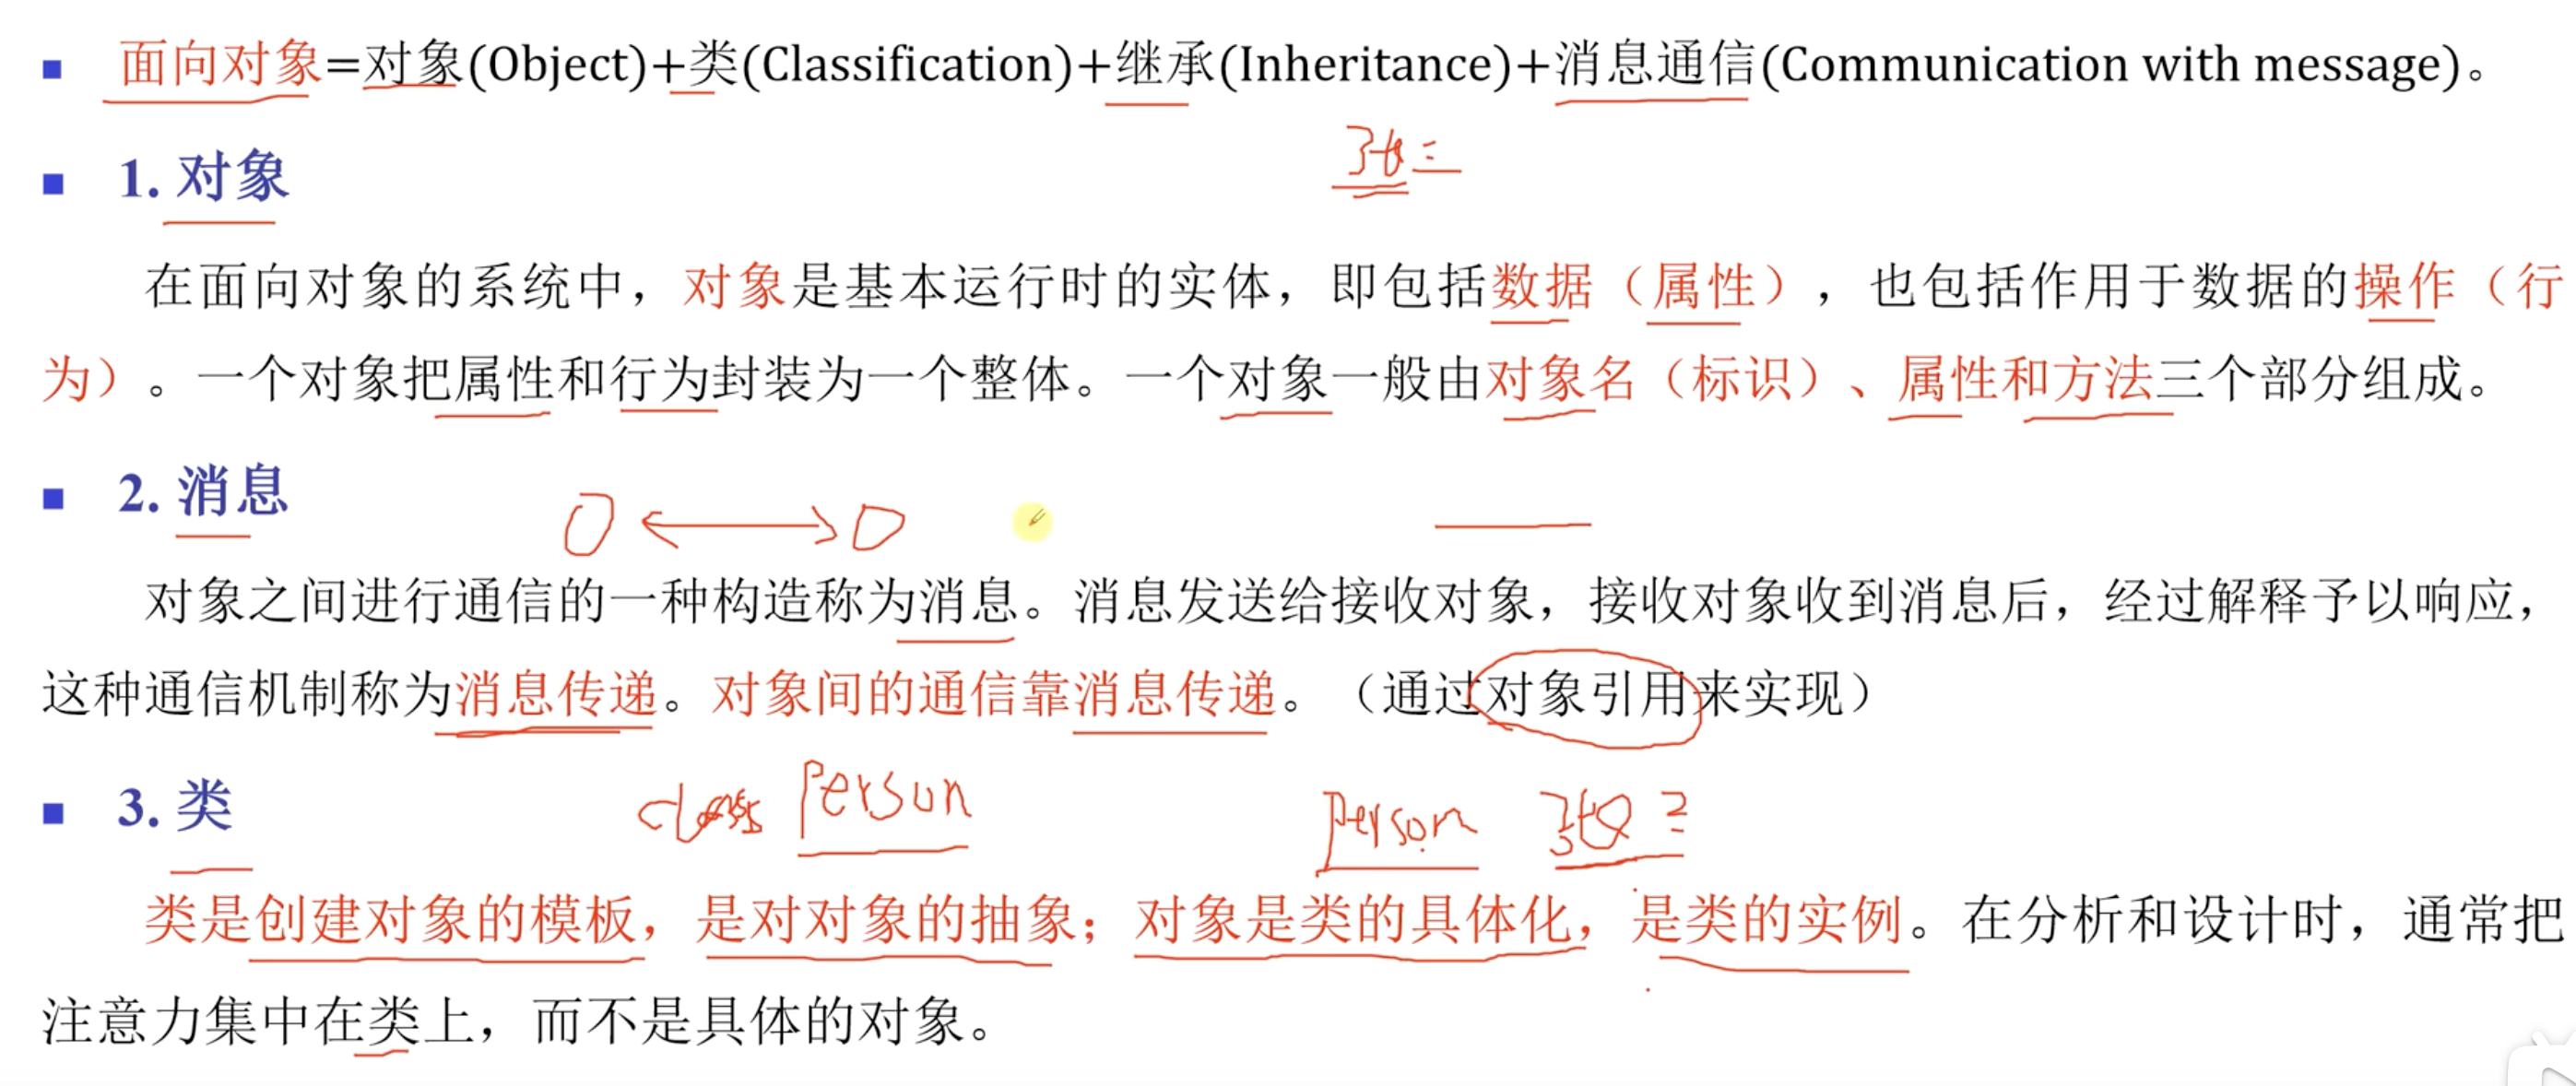 面向对象=对象(Object)+类(Classification)+继承(Inheritance)+消息通信(Communication with message)。
张三
1. 对象
在面向对象的系统中，对象是基本运行时的实体，即包括数据（属性），也包括作用于数据的操作（行
为）。一个对象把属性和行为封装为一个整体。一个对象一般由对象名（标识）、属性和方法三个部分组成。
2. 消息
对象之间进行通信的一种构造称为消息。消息发送给接收对象，接收对象收到消息后，经过解释予以响应，
这种通信机制称为消息传递。对象间的通信靠消息传递。（通过对象引用来实现）
class Person
Person 张三
3. 类
类是创建对象的模板，是对对象的抽象；对象是类的具体化，是类的实例。在分析和设计时，通常把
注意力集中在类上，而不是具体的对象。